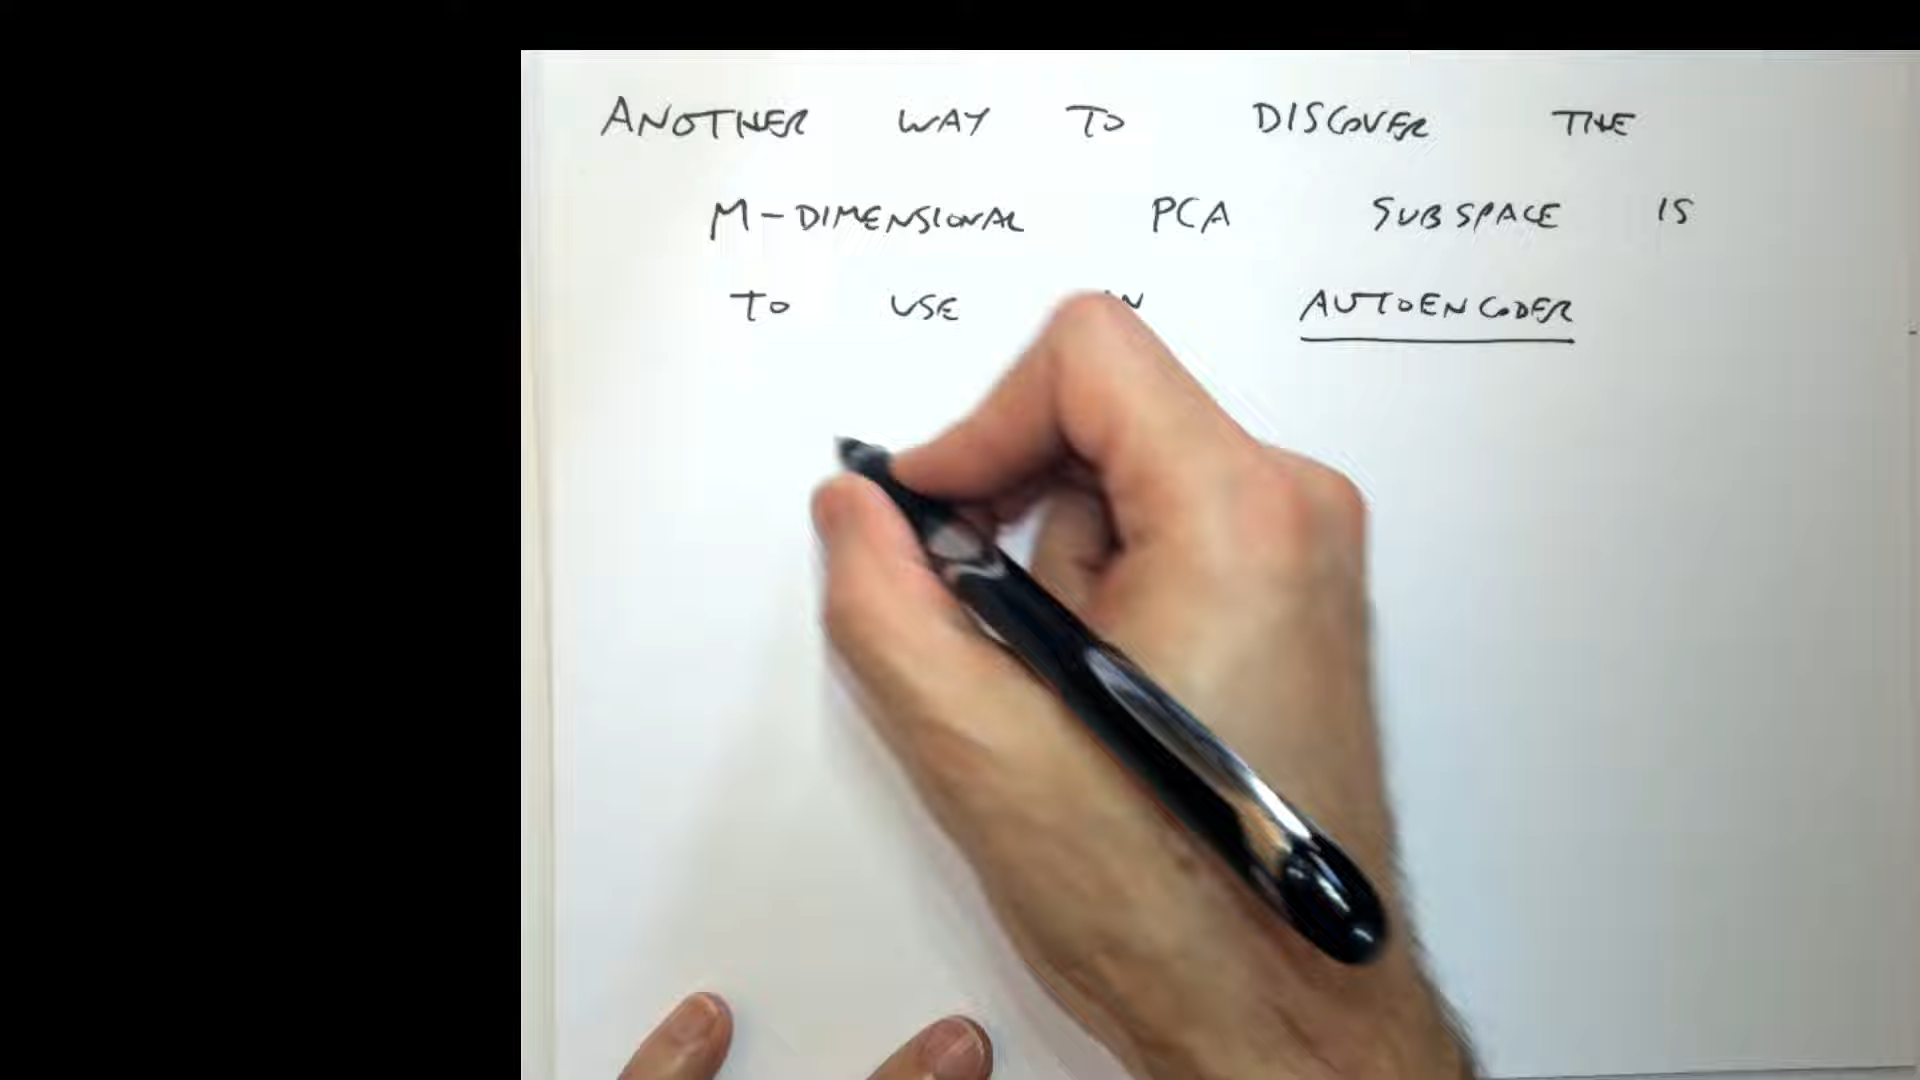 ANOTHER WAY TO DISCOVER THE
M-DIMENSIONAL PCA SUBSPACE IS
TO USE AUTOENCODER